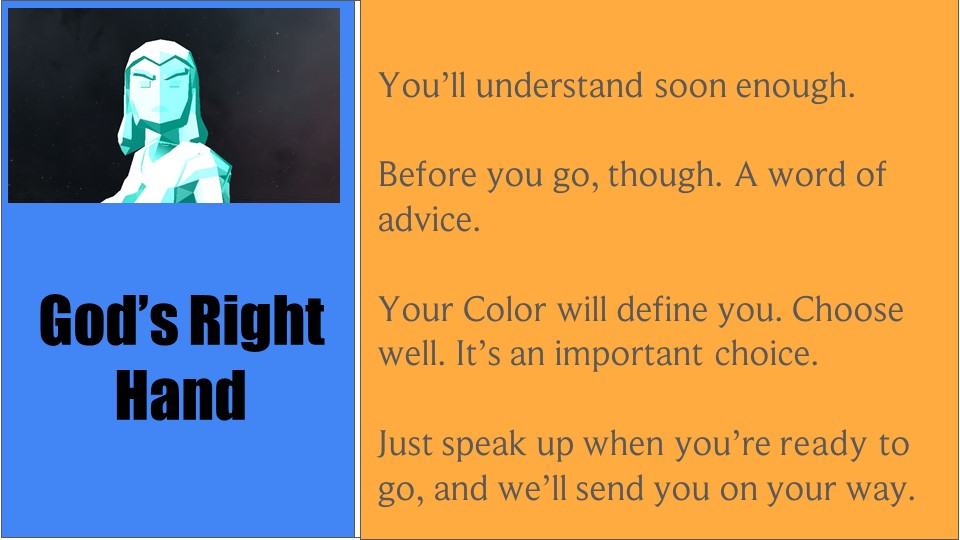 God’s Right
Hand
You’ll understand soon enough.
Before you go, though. A word of
advice.
Your Color will define you. Choose
well. It’s an important choice.
Just speak up when you’re ready to
go, and we’ll send you on your way.